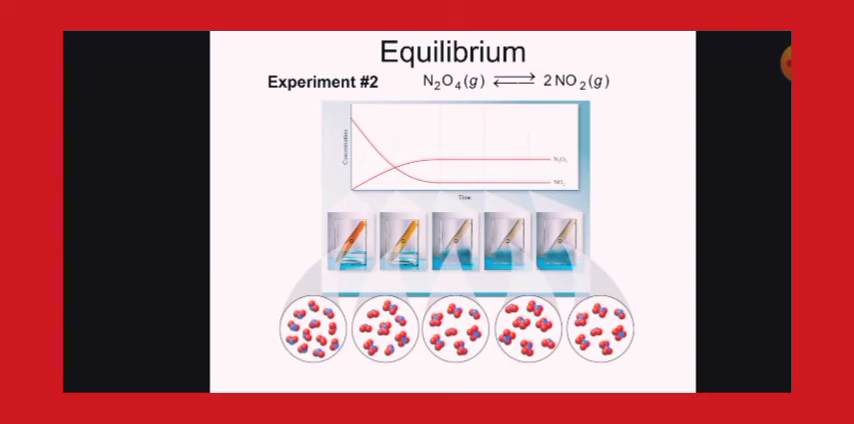 Equilibrium
Experiment #2 N₂O₄(g) ⇌ 2 NO₂(g)
Concentration
N₂O₄
NO₂
Time